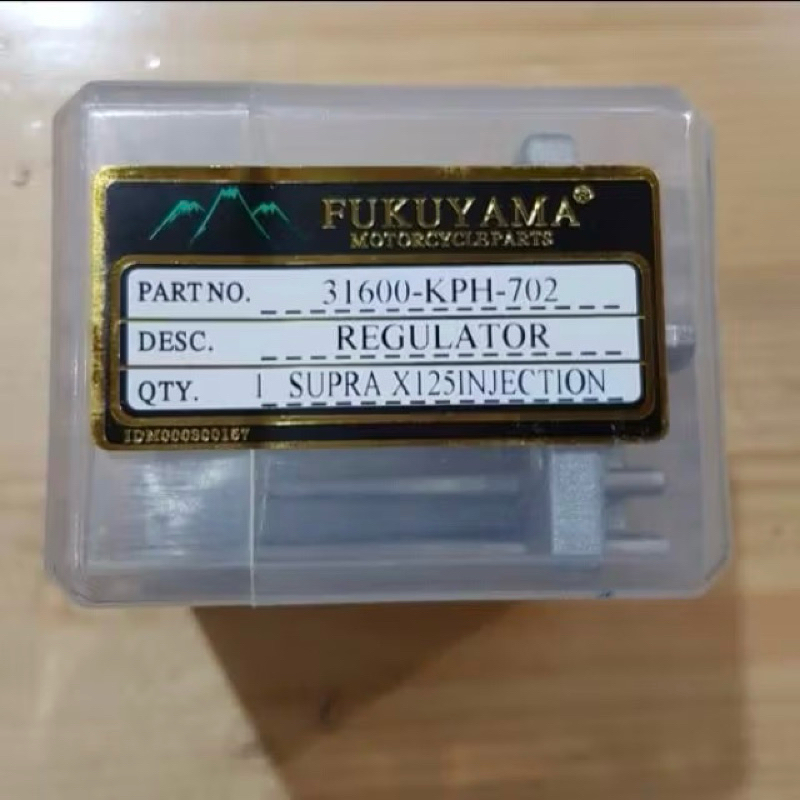 FUKUYAMA®
MOTORCYCLEPARTS
PART NO. 31600-KPH-702
DESC. REGULATOR
QTY. 1 SUPRA X125INJECTION
IDM000800157